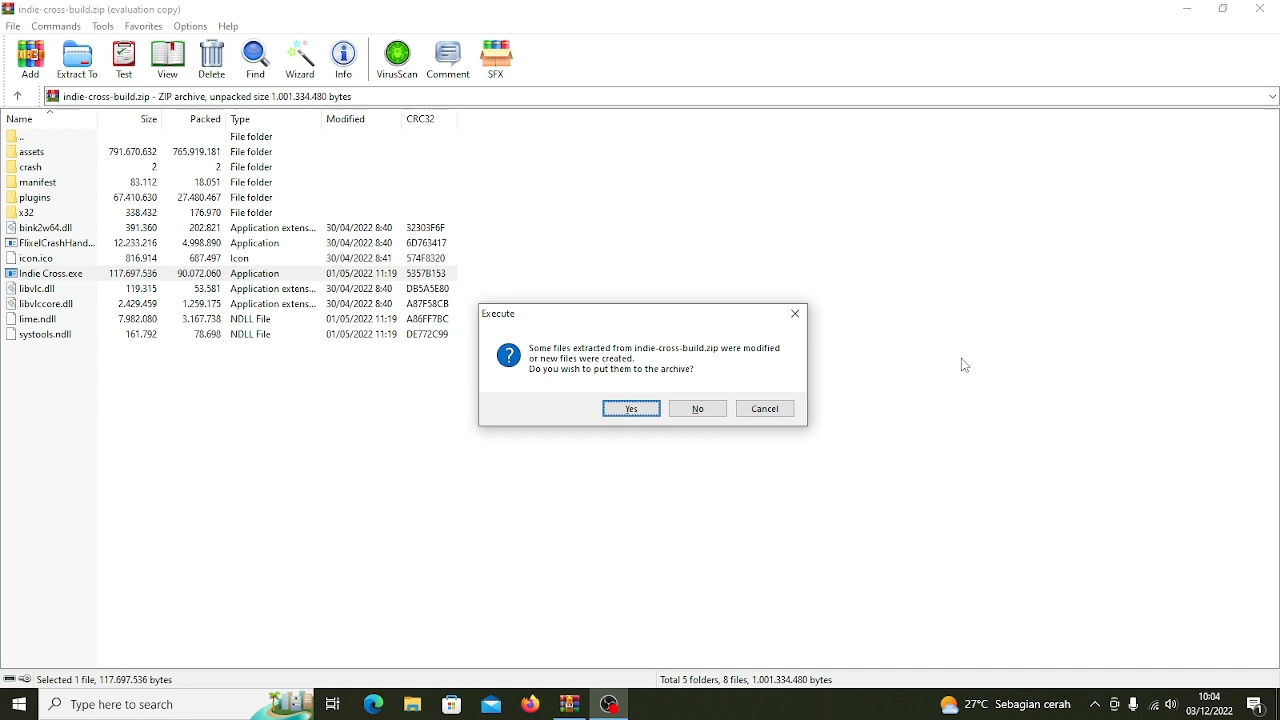 indie-cross-build.zip (evaluation copy)
File Commands Tools Favorites Options Help
Add Extract To Test View Delete Find Wizard Info VirusScan Comment SFX
indie-cross-build.zip - ZIP archive, unpacked size 1.001.334.480 bytes
Name Size Packed Type Modified CRC32
.. File folder
assets 791.670.632 765.919.181 File folder
crash 2 2 File folder
manifest 83.112 18.051 File folder
plugins 67.410.630 27.480.467 File folder
x32 338.432 176.970 File folder
bink2w64.dll 391.360 202.821 Application extens... 30/04/2022 8:40 32303F6F
FlixelCrashHand... 12.233.216 4.998.890 Application 30/04/2022 8:40 6D763417
icon.ico 816.914 687.497 Icon 30/04/2022 8:41 574F8320
Indie Cross.exe 117.697.536 90.072.060 Application 01/05/2022 11:19 5357B153
libvlc.dll 119.315 53.581 Application extens... 30/04/2022 8:40 DB5A5E80
libvlccore.dll 2.429.459 1.259.175 Application extens... 30/04/2022 8:40 A87F58CB
lime.ndll 7.982.080 3.167.738 NDLL File 01/05/2022 11:19 A86FF7BC
systools.ndll 161.792 78.698 NDLL File 01/05/2022 11:19 DE772C99
Execute
Some files extracted from indie-cross-build.zip were modified
or new files were created.
Do you wish to put them to the archive?
Yes No Cancel
Selected 1 file, 117.697.536 bytes Total 5 folders, 8 files, 1.001.334.480 bytes
Type here to search
27°C Sebagian cerah
10:04
03/12/2022
1